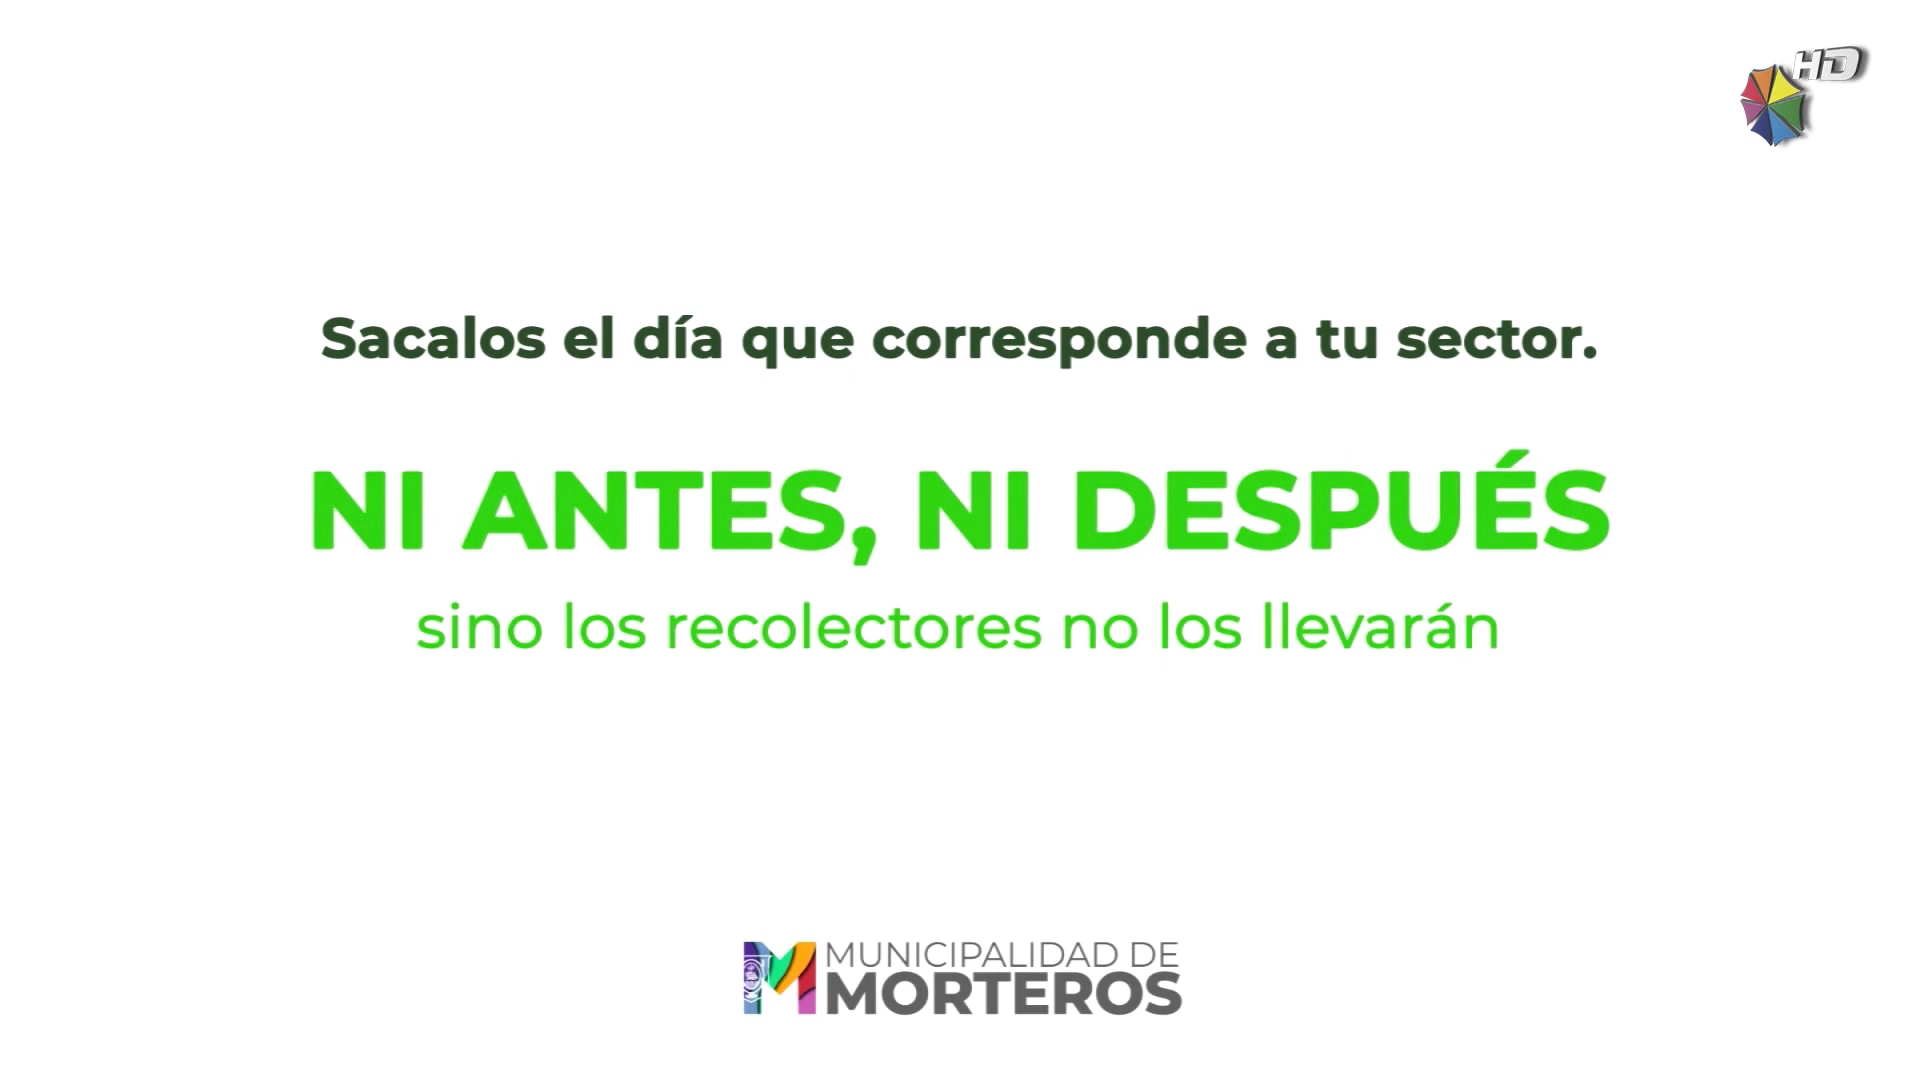 HD
Sacalos el día que corresponde a tu sector.
NI ANTES, NI DESPUÉS
sino los recolectores no los llevarán
MUNICIPALIDAD DE
MORTEROS